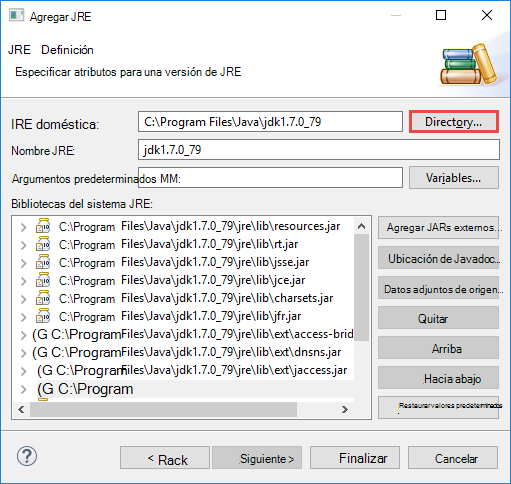 Agregar JRE
JRE Definición
Especificar atributos para una versión de JRE
IRE doméstica: C:\Program Files\Java\jdk1.7.0_79 Directory...
Nombre JRE: jdk1.7.0_79
Argumentos predeterminados MM: Variables...
Bibliotecas del sistema JRE:
C:\Program Files\Java\jdk1.7.0_79\jre\lib\resources.jar
C:\Program Files\Java\jdk1.7.0_79\jre\lib\rt.jar
C:\Program Files\Java\jdk1.7.0_79\jre\lib\jsse.jar
C:\Program Files\Java\jdk1.7.0_79\jre\lib\jce.jar
C:\Program Files\Java\jdk1.7.0_79\jre\lib\charsets.jar
C:\Program Files\Java\jdk1.7.0_79\jre\lib\jfr.jar
(G C:\Program Files\Java\jdk1.7.0_79\jre\lib\ext\access-brid
(G C:\Program Files\Java\jdk1.7.0_79\jre\lib\ext\dnsns.jar
(G C:\Program Files\Java\jdk1.7.0_79\jre\lib\ext\jaccess.jar
(G C:\Program
Agregar JARs externos...
Ubicación de Javadoc...
Datos adjuntos de origen...
Quitar
Arriba
Hacia abajo
Restaurar valores predeterminados
? < Rack Siguiente > Finalizar Cancelar